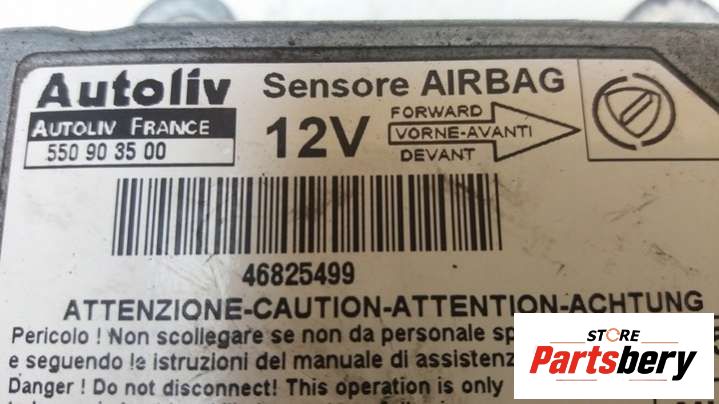 Autoliv Sensore AIRBAG
AUTOLIV FRANCE
550 90 35 00
12V
FORWARD
VORNE-AVANTI
DEVANT
46825499
ATTENZIONE-CAUTION-ATTENTION-ACHTUNG
Pericolo ! Non scollegare se non da personale
e seguendo le istruzioni del manuale di
Danger ! Do not disconnect! This operation is only
STORE
Partsbery